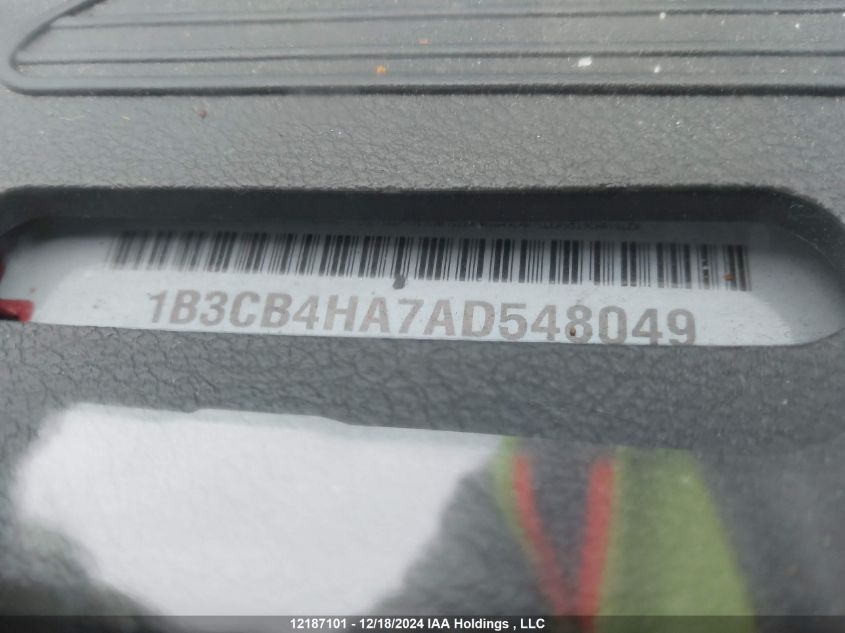 1B3CB4HA7AD548049
12187101 - 12/18/2024 IAA Holdings , LLC